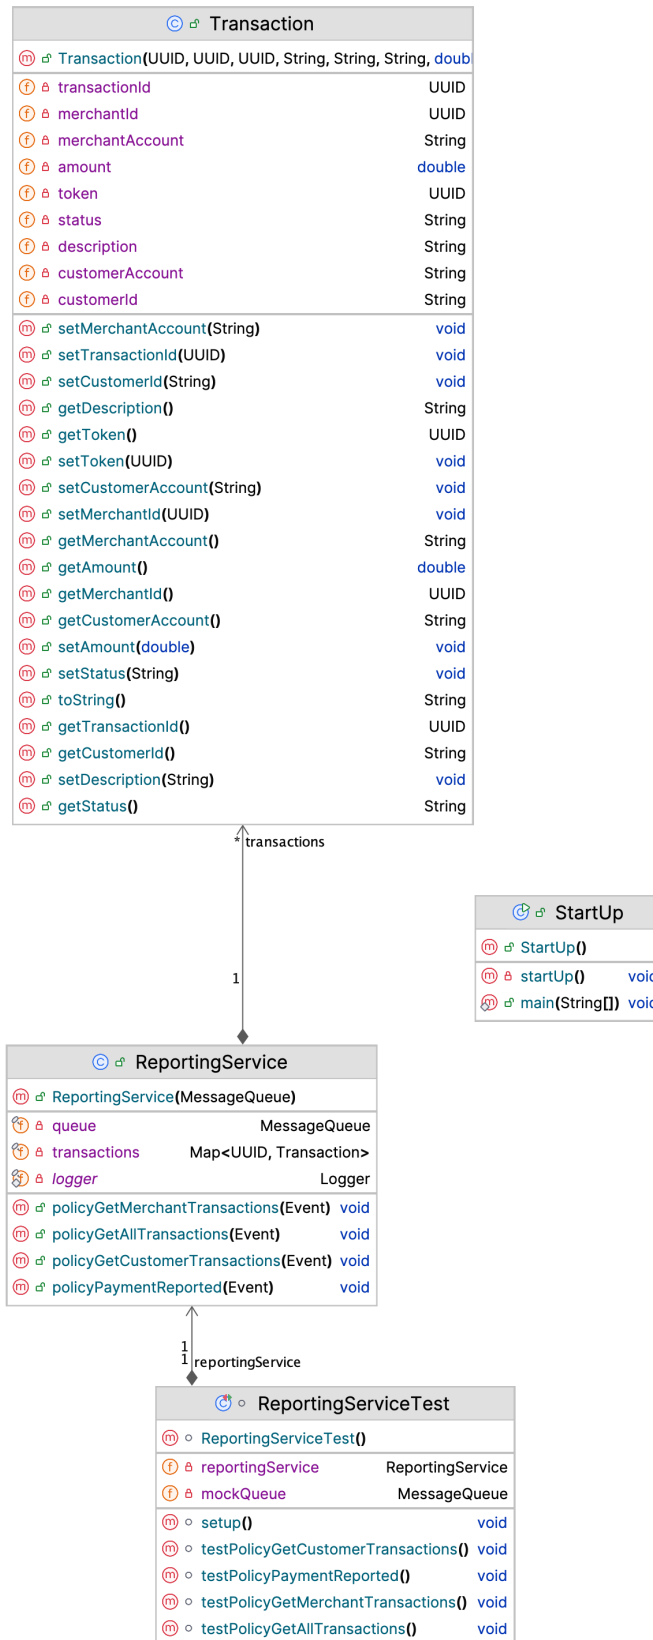 Transaction
Transaction(UUID, UUID, UUID, String, String, String, doubl
transactionId UUID
merchantId UUID
merchantAccount String
amount double
token UUID
status String
description String
customerAccount String
customerId String
setMerchantAccount(String) void
setTransactionId(UUID) void
setCustomerId(String) void
getDescription() String
getToken() UUID
setToken(UUID) void
setCustomerAccount(String) void
setMerchantId(UUID) void
getMerchantAccount() String
getAmount() double
getMerchantId() UUID
getCustomerAccount() String
setAmount(double) void
setStatus(String) void
toString() String
getTransactionId() UUID
getCustomerId() String
setDescription(String) void
getStatus() String
* transactions
1
StartUp
StartUp()
startUp() void
main(String[]) void
ReportingService
ReportingService(MessageQueue)
queue MessageQueue
transactions Map<UUID, Transaction>
logger Logger
policyGetMerchantTransactions(Event) void
policyGetAllTransactions(Event) void
policyGetCustomerTransactions(Event) void
policyPaymentReported(Event) void
1
1 reportingService
ReportingServiceTest
ReportingServiceTest()
reportingService ReportingService
mockQueue MessageQueue
setup() void
testPolicyGetCustomerTransactions() void
testPolicyPaymentReported() void
testPolicyGetMerchantTransactions() void
testPolicyGetAllTransactions() void